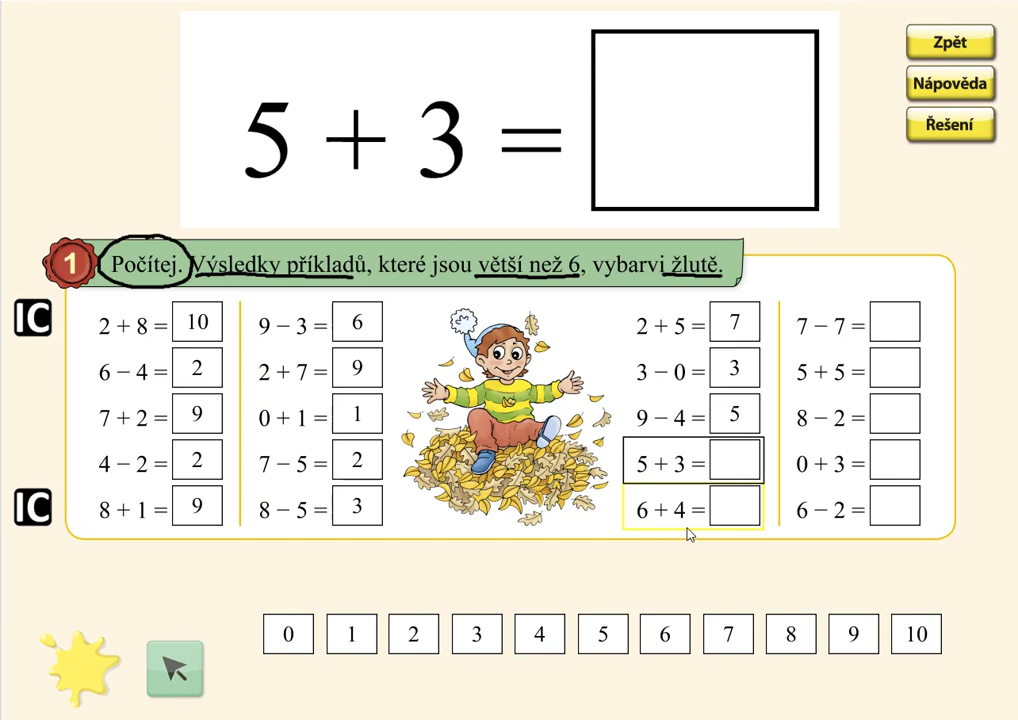 5 + 3 =
Zpět
Nápověda
Řešení
1 Počítej. Výsledky příkladů, které jsou větší než 6, vybarvi žlutě.
IC
2 + 8 = 10
6 − 4 = 2
7 + 2 = 9
4 − 2 = 2
8 + 1 = 9
IC
9 − 3 = 6
2 + 7 = 9
0 + 1 = 1
7 − 5 = 2
8 − 5 = 3
2 + 5 = 7
3 − 0 = 3
9 − 4 = 5
5 + 3 =
6 + 4 =
7 − 7 =
5 + 5 =
8 − 2 =
0 + 3 =
6 − 2 =
0 1 2 3 4 5 6 7 8 9 10